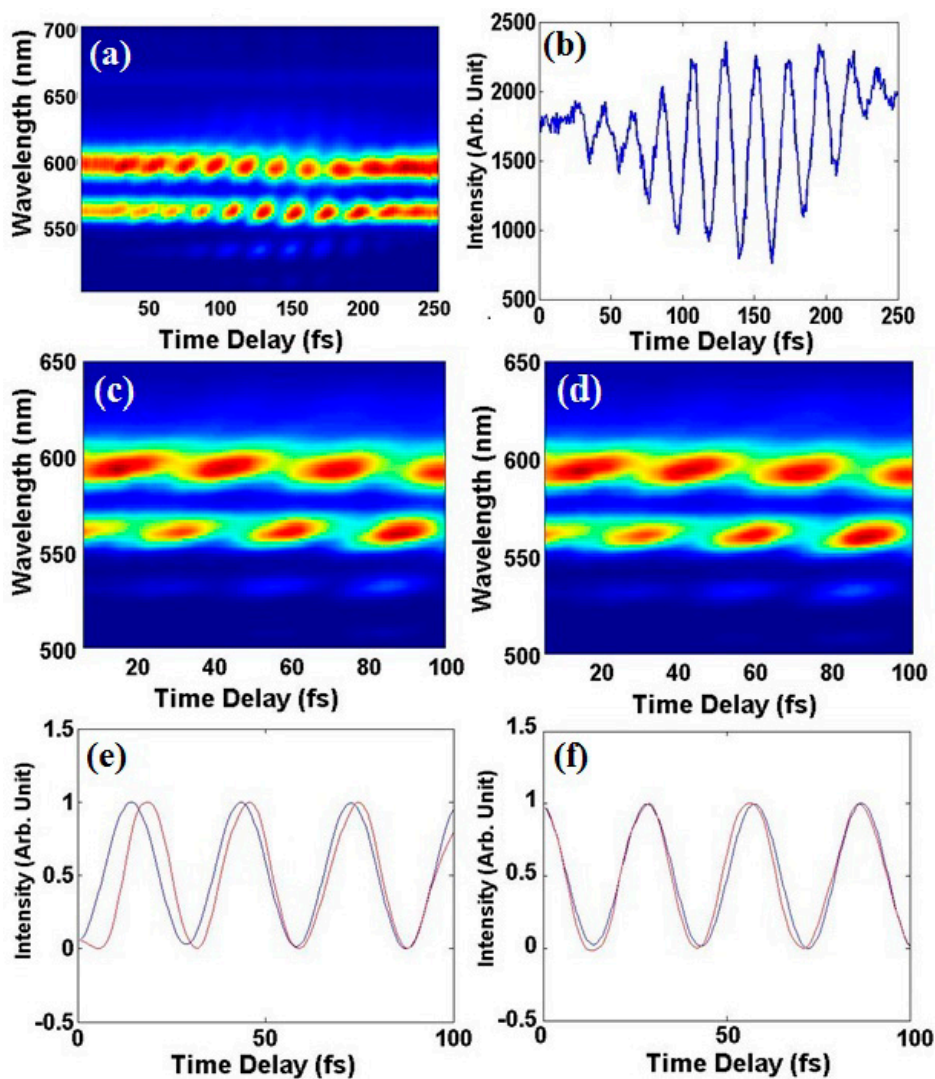 (a)
Wavelength (nm)
700
650
600
550
50 100 150 200 250
Time Delay (fs)
(b)
Intensity (Arb. Unit)
2500
2000
1500
1000
500
0 50 100 150 200 250
Time Delay (fs)
(c)
Wavelength (nm)
650
600
550
500
20 40 60 80 100
Time Delay (fs)
(d)
Wavelength (nm)
650
600
550
500
20 40 60 80 100
Time Delay (fs)
(e)
Intensity (Arb. Unit)
1.5
1
0.5
0
-0.5
0 50 100
Time Delay (fs)
(f)
Intensity (Arb. Unit)
1.5
1
0.5
0
-0.5
0 50 100
Time Delay (fs)